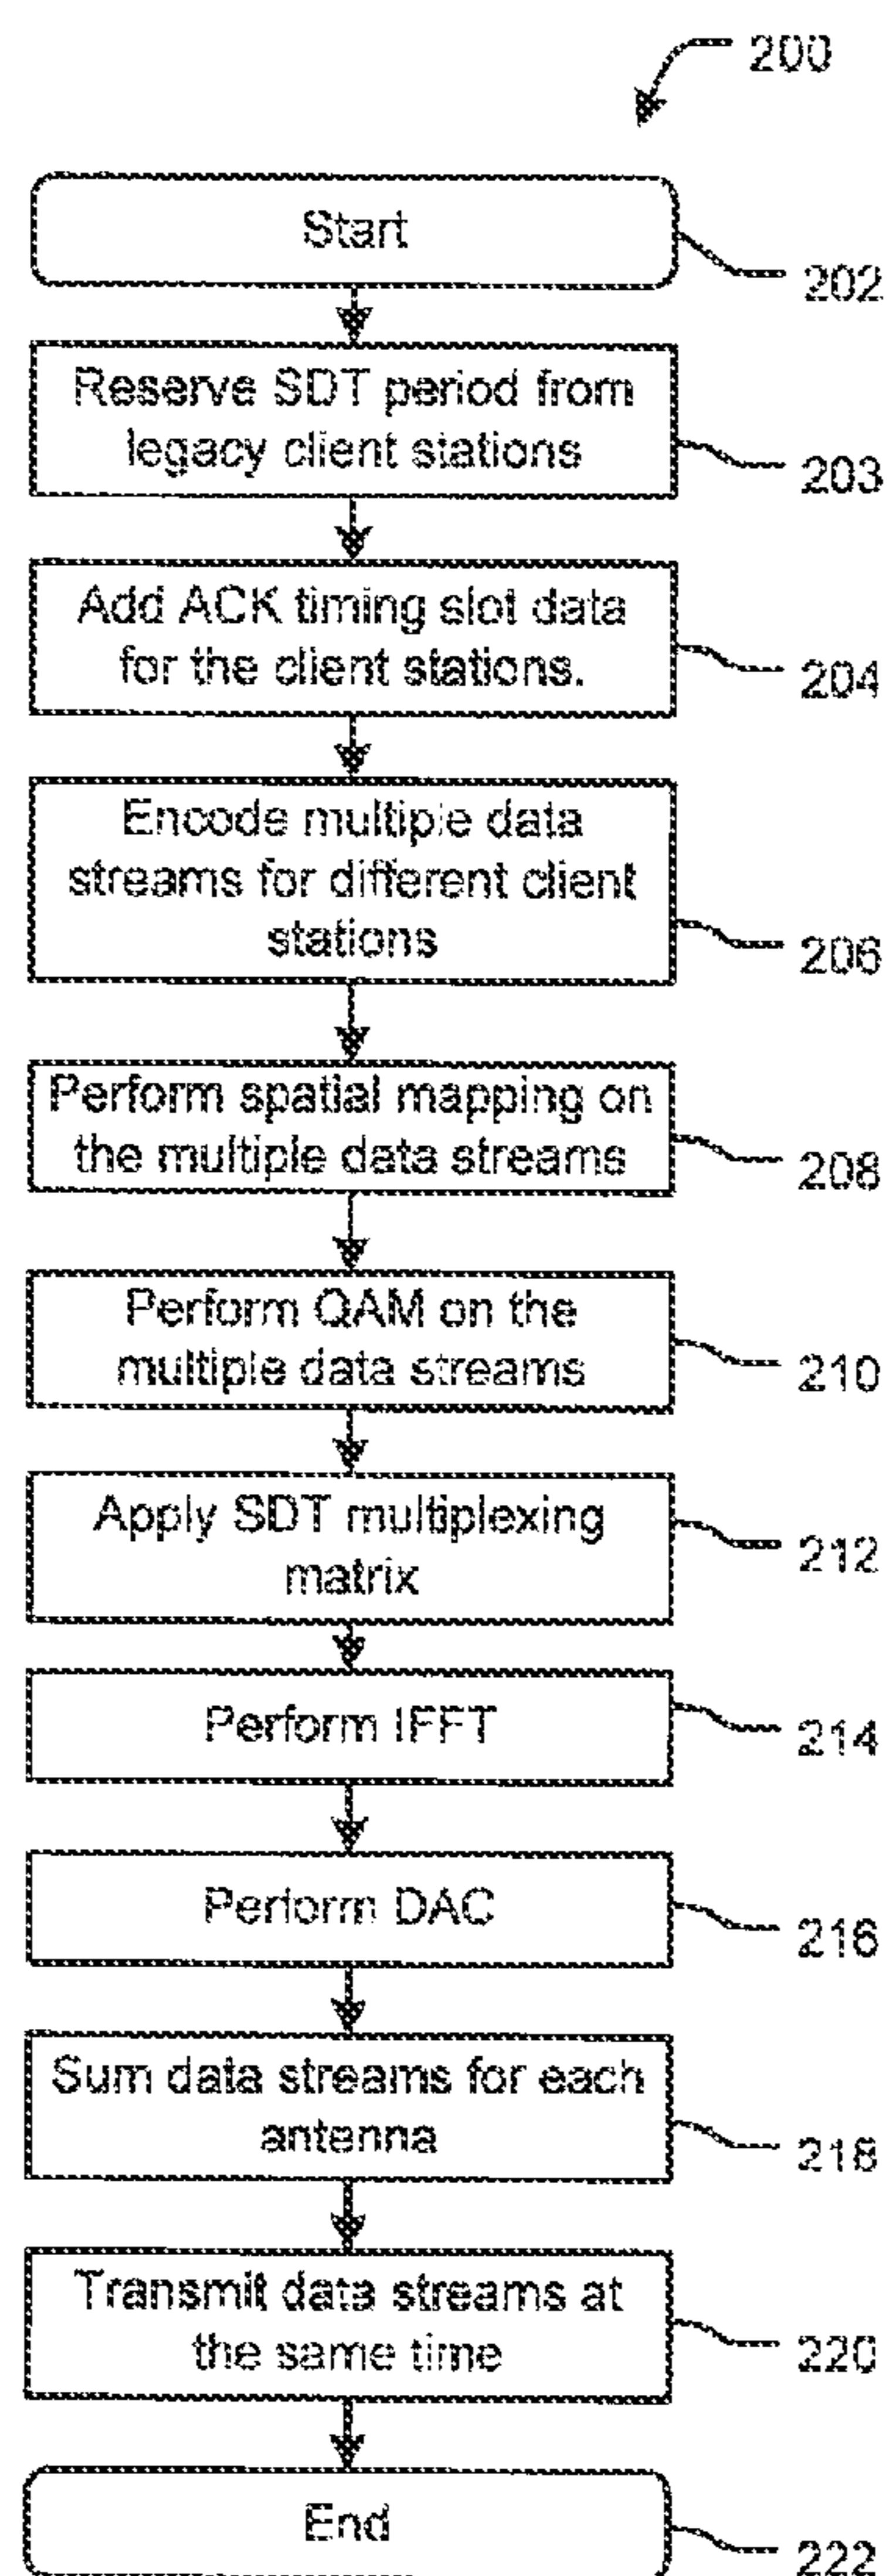 200
Start
202
Reserve SDT period from
legacy client stations
203
Add ACK timing slot data
for the client stations.
204
Encode multiple data
streams for different client
stations
206
Perform spatial mapping on
the multiple data streams
208
Perform QAM on the
multiple data streams
210
Apply SDT multiplexing
matrix
212
Perform IFFT
214
Perform DAC
216
Sum data streams for each
antenna
218
Transmit data streams at
the same time
220
End
222